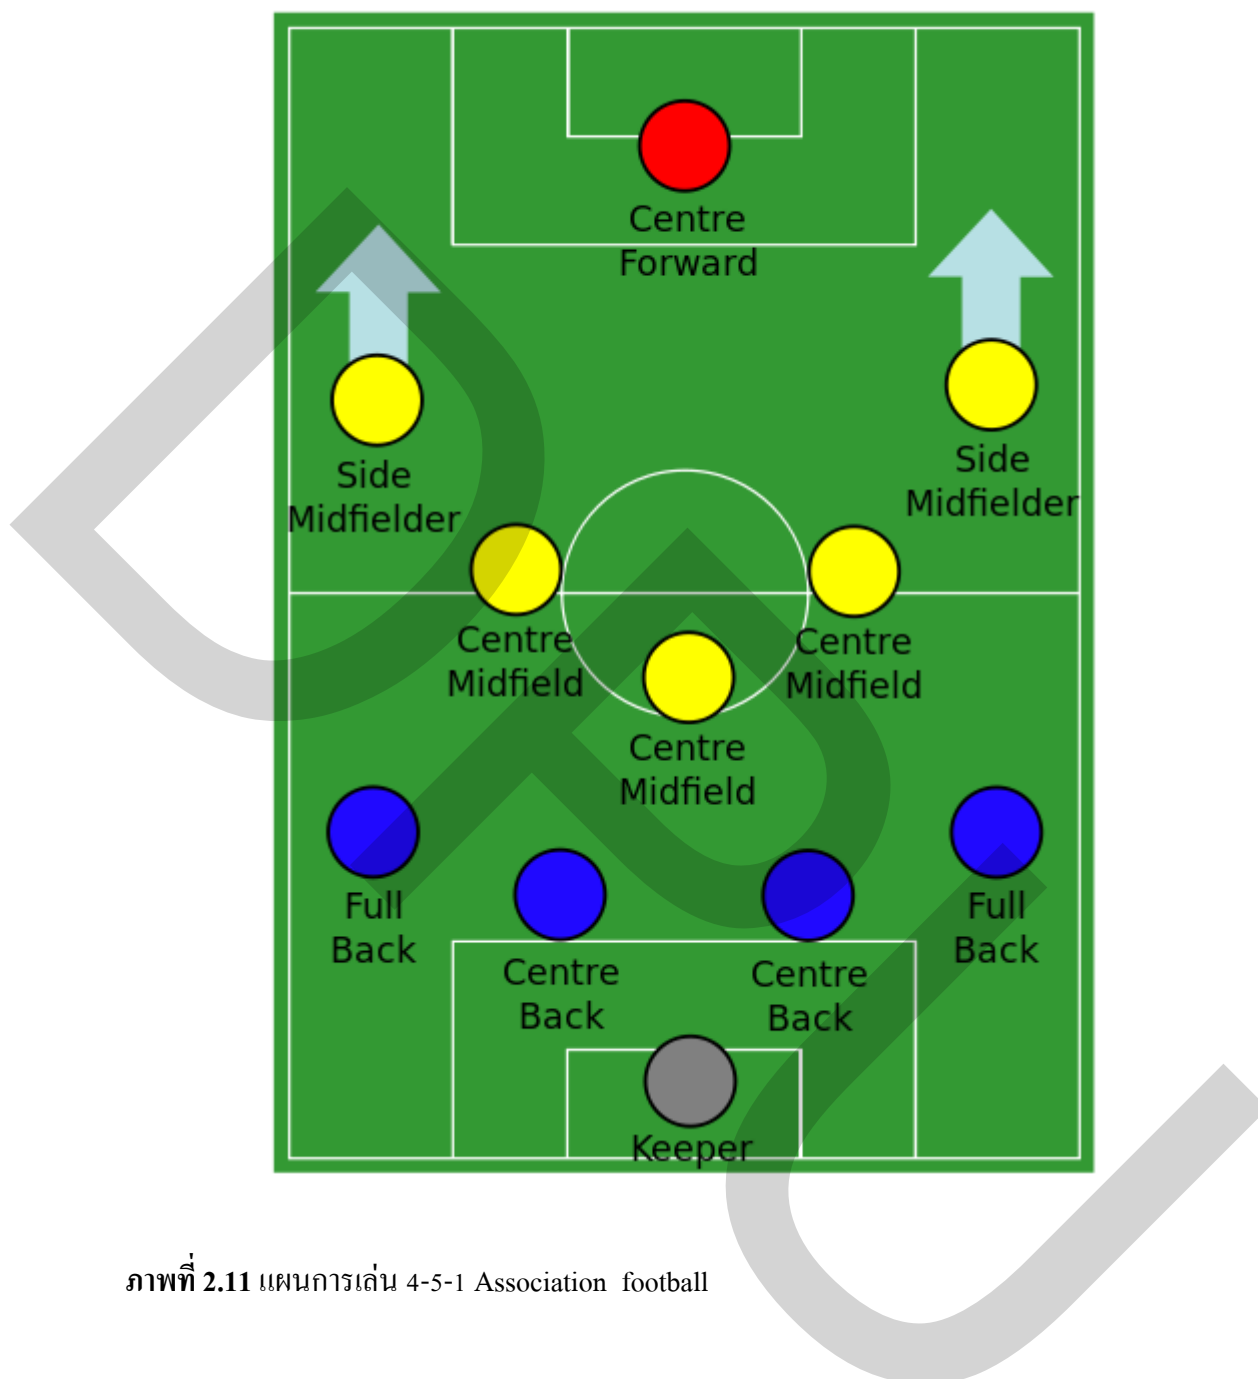 Centre
Forward
Side
Midfielder
Side
Midfielder
Centre
Midfield
Centre
Midfield
Centre
Midfield
Full
Back
Full
Back
Centre
Back
Centre
Back
Keeper
ภาพที่ 2.11 แผนการเล่น 4-5-1 Association football
DPU